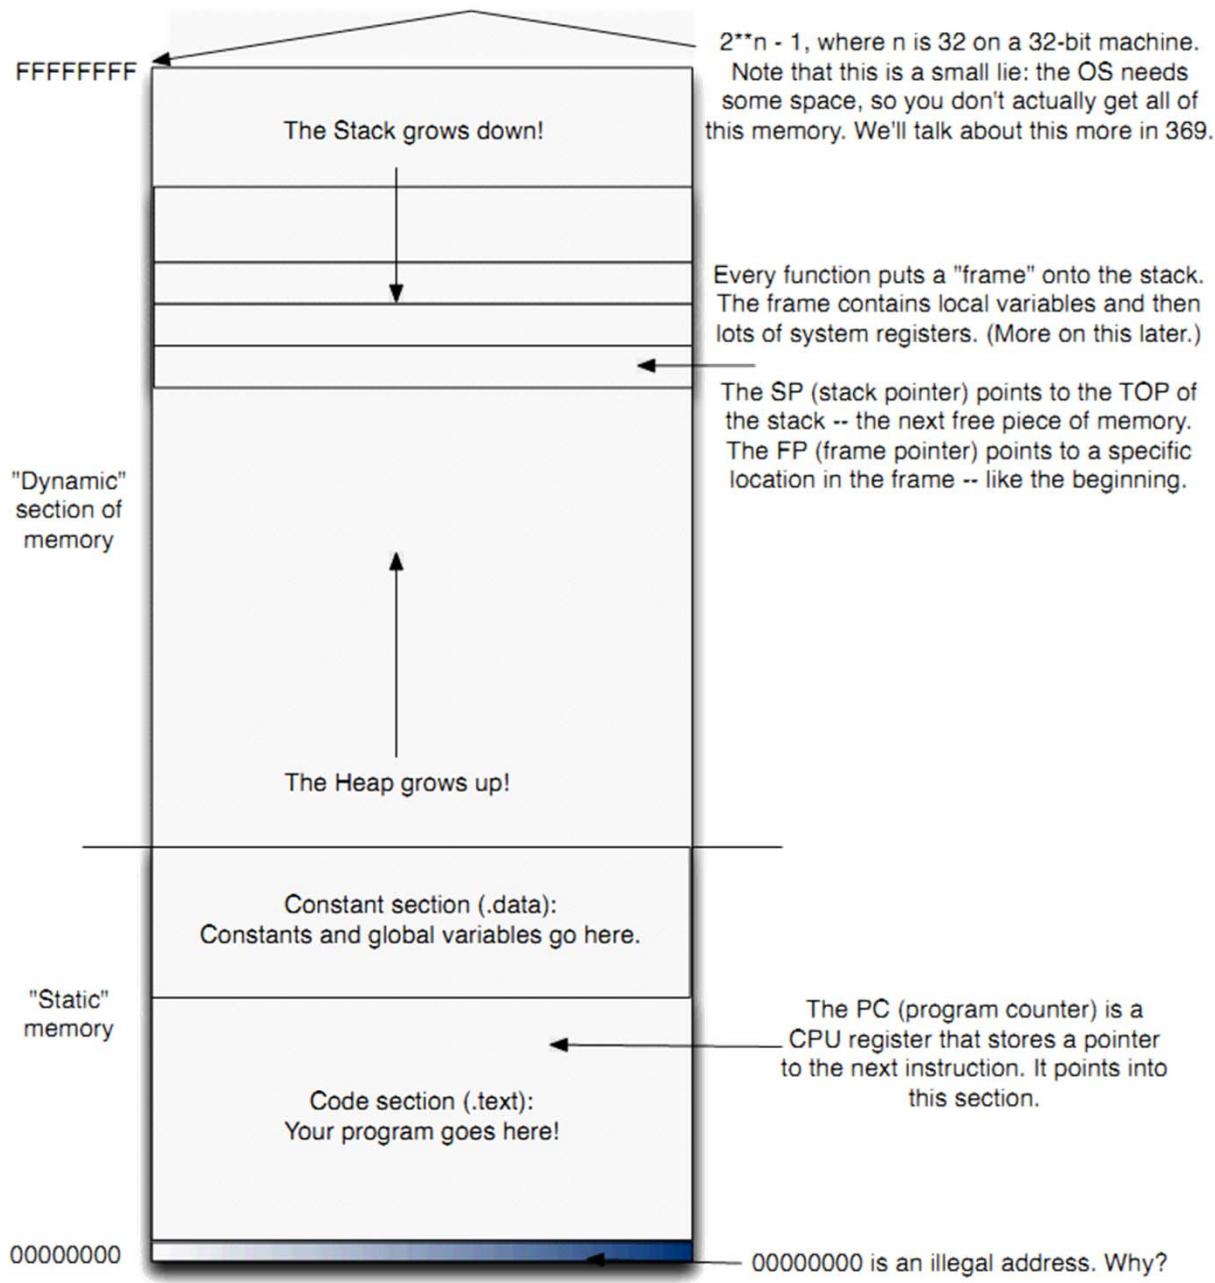 2**n - 1, where n is 32 on a 32-bit machine.
Note that this is a small lie: the OS needs
some space, so you don't actually get all of
this memory. We'll talk about this more in 369.
FFFFFFFF
The Stack grows down!
Every function puts a "frame" onto the stack.
The frame contains local variables and then
lots of system registers. (More on this later.)
The SP (stack pointer) points to the TOP of
the stack -- the next free piece of memory.
The FP (frame pointer) points to a specific
location in the frame -- like the beginning.
"Dynamic"
section of
memory
The Heap grows up!
Constant section (.data):
Constants and global variables go here.
"Static"
memory
The PC (program counter) is a
CPU register that stores a pointer
to the next instruction. It points into
this section.
Code section (.text):
Your program goes here!
00000000
00000000 is an illegal address. Why?